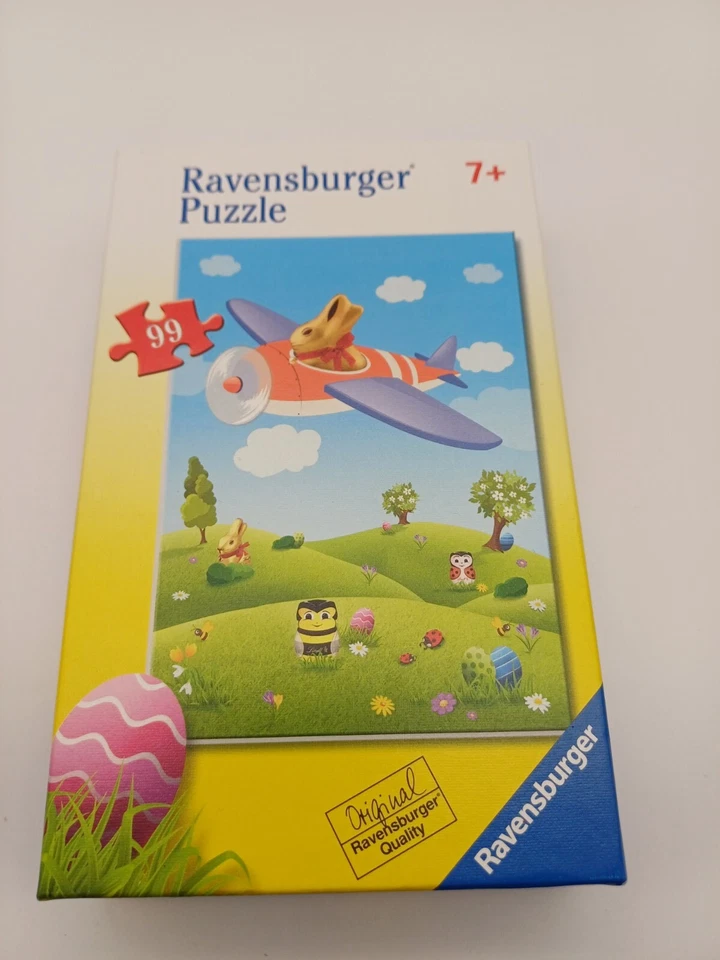 Ravensburger®
Puzzle
7+
99
Original
Ravensburger®
Quality
Ravensburger